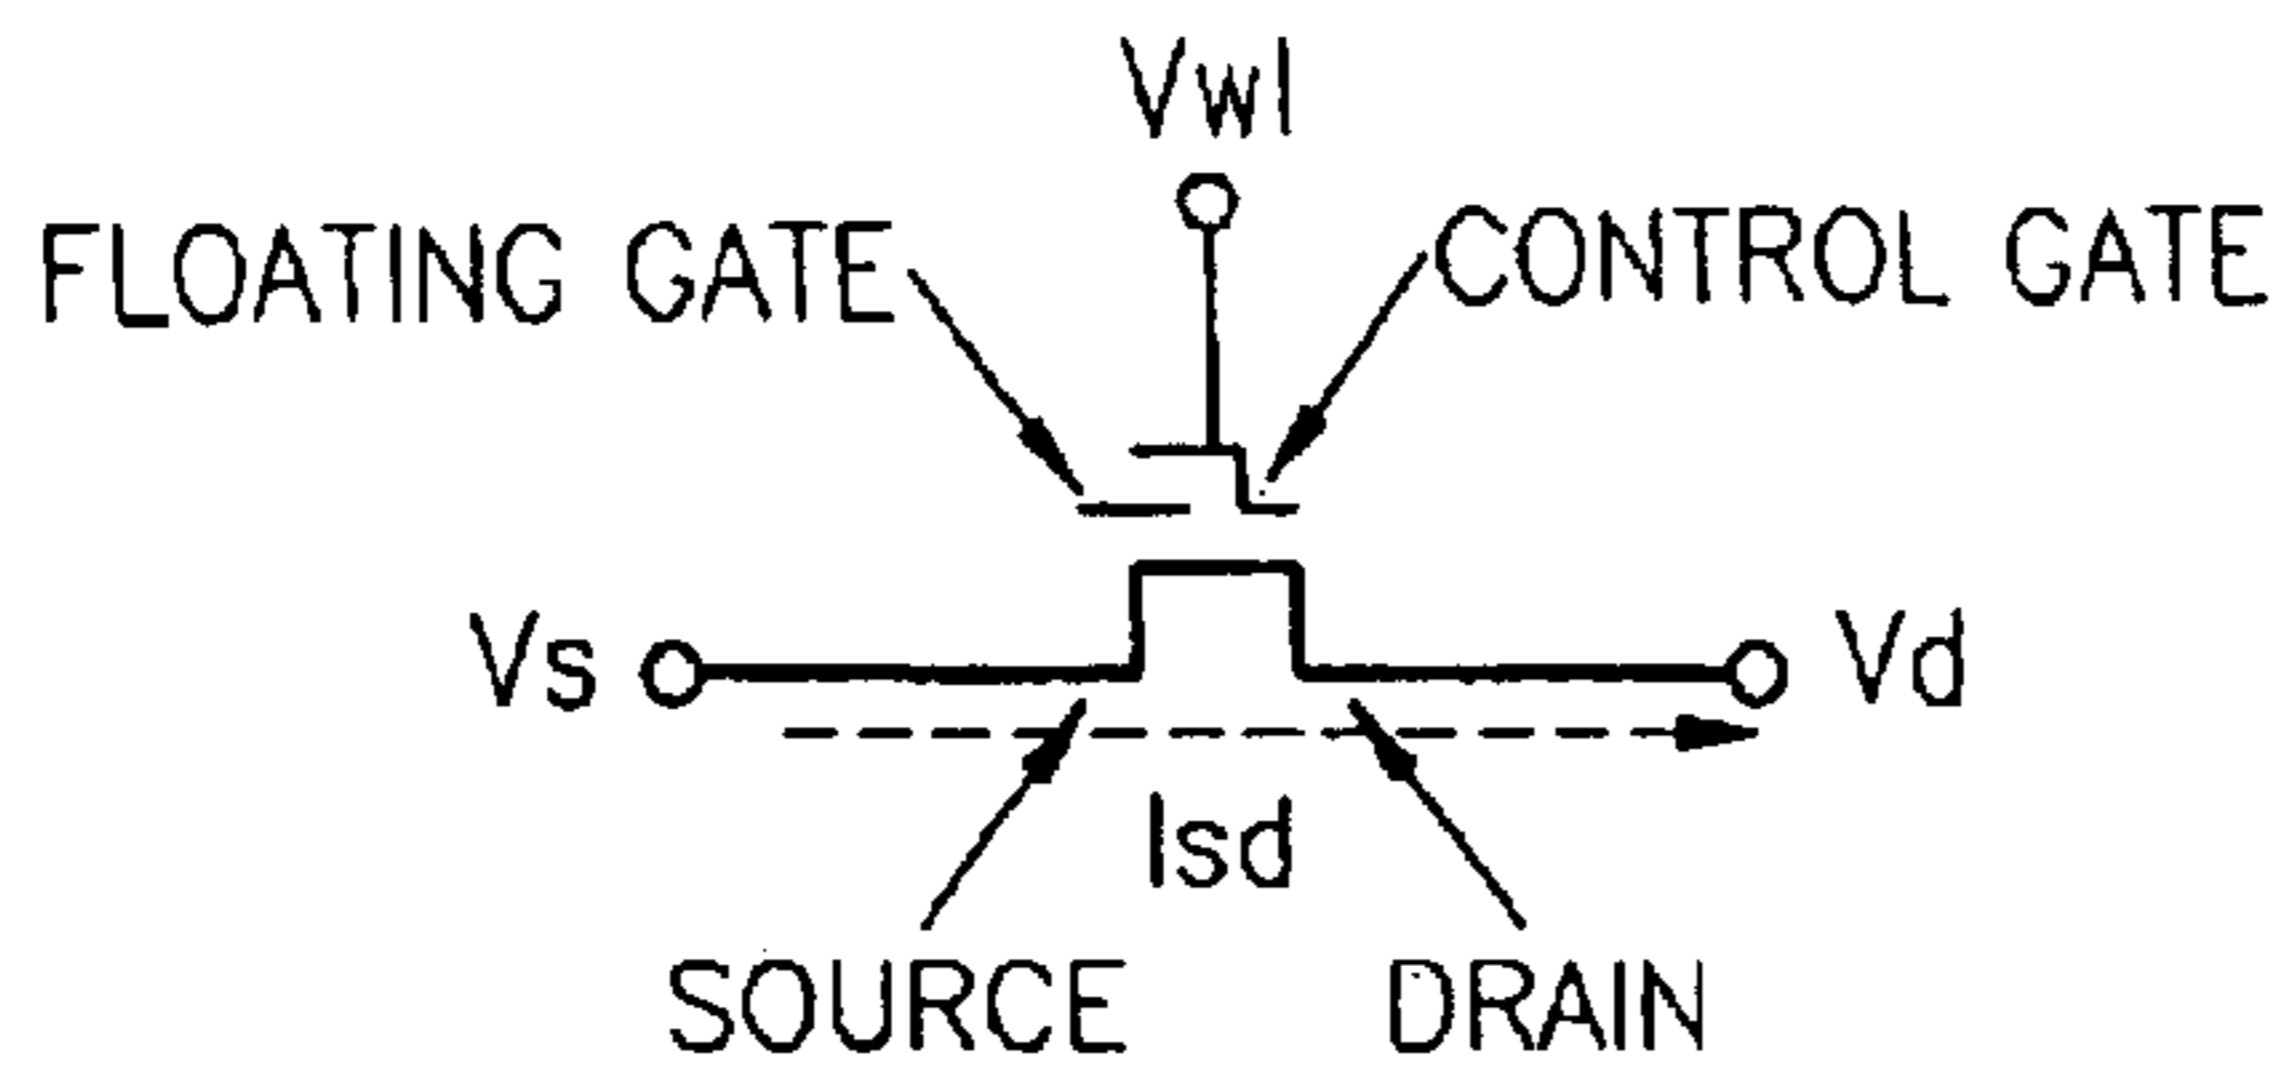 Vwl
FLOATING GATE
CONTROL GATE
Vs
Vd
Isd
SOURCE
DRAIN